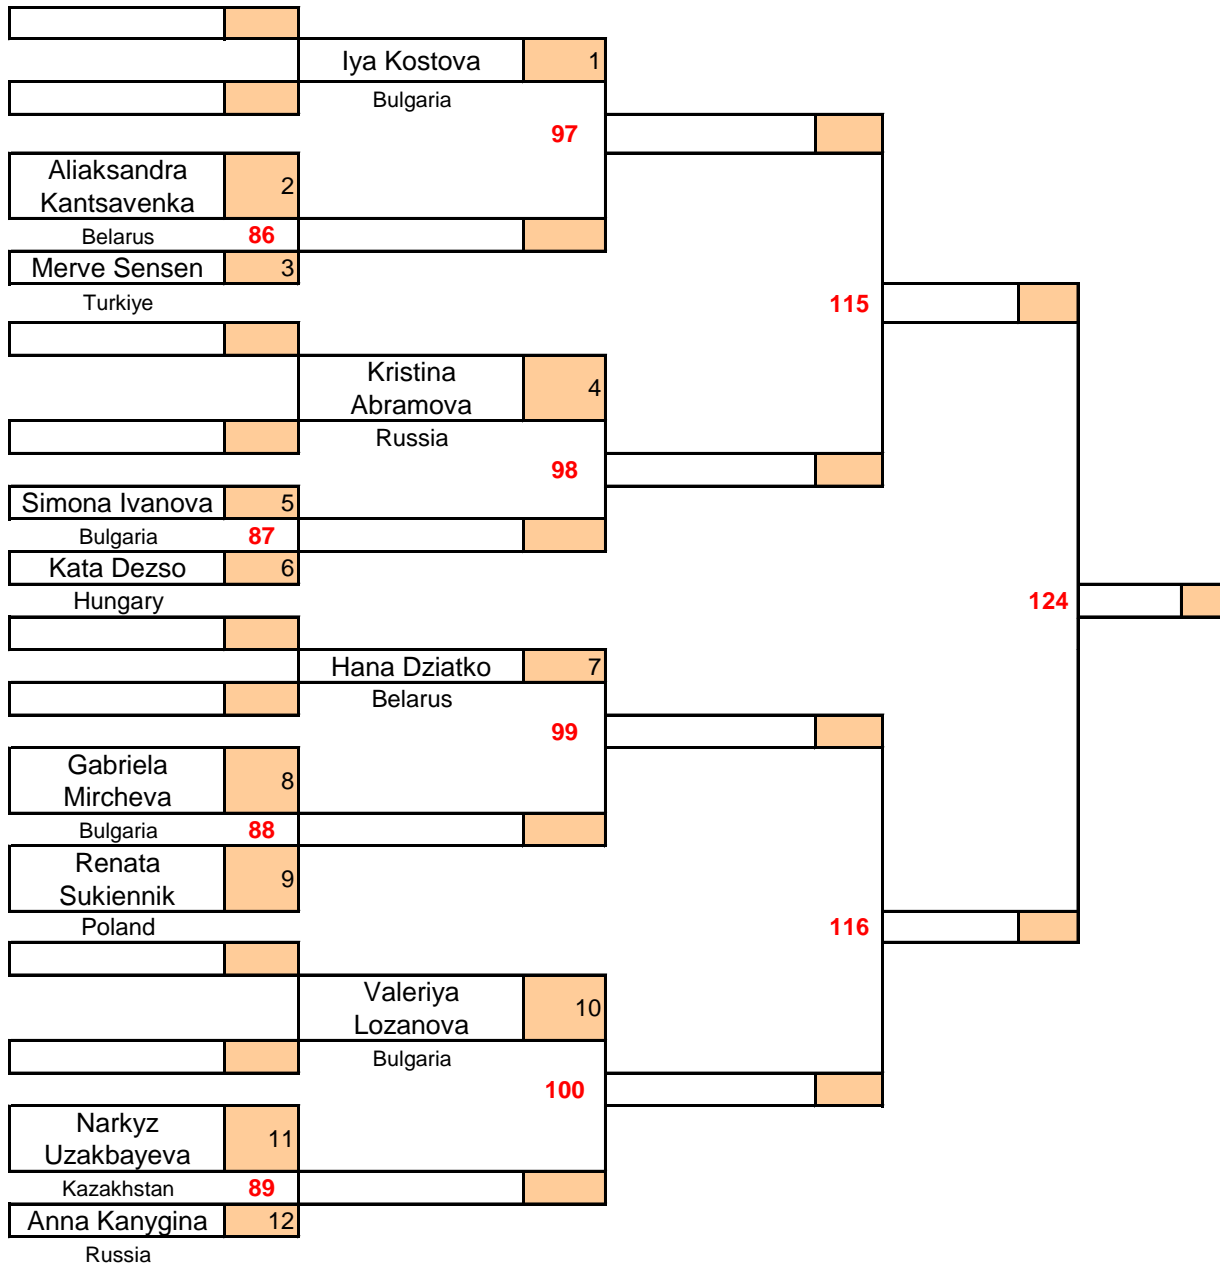 Iya Kostova 1
Bulgaria
97
Aliaksandra
Kantsavenka
2
Belarus 86
Merve Sensen 3
Turkiye
115
Kristina
Abramova
4
Russia
98
Simona Ivanova 5
Bulgaria 87
Kata Dezso 6
Hungary
124
Hana Dziatko 7
Belarus
99
Gabriela
Mircheva
8
Bulgaria 88
Renata
Sukiennik
9
Poland
116
Valeriya
Lozanova
10
Bulgaria
100
Narkyz
Uzakbayeva
11
Kazakhstan 89
Anna Kanygina 12
Russia